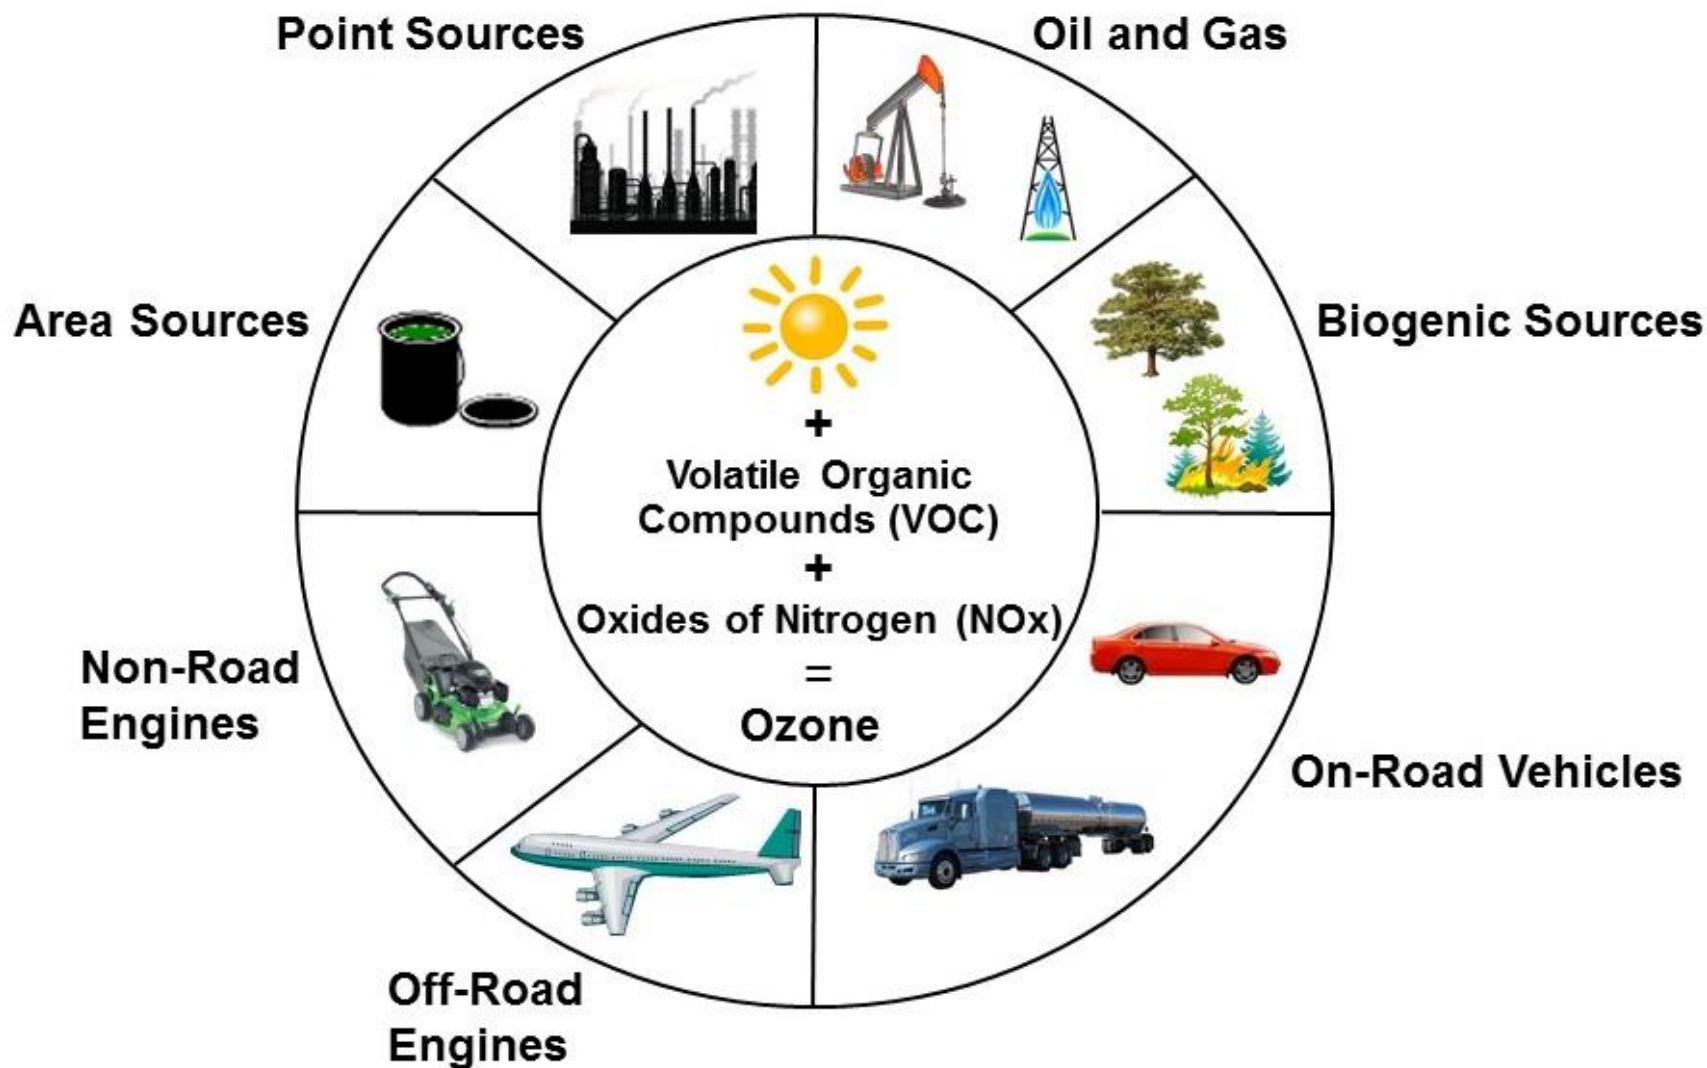 Point Sources
Oil and Gas
Area Sources
Biogenic Sources
+
Volatile Organic
Compounds (VOC)
+
Oxides of Nitrogen (NOx)
=
Ozone
Non-Road
Engines
On-Road Vehicles
Off-Road
Engines